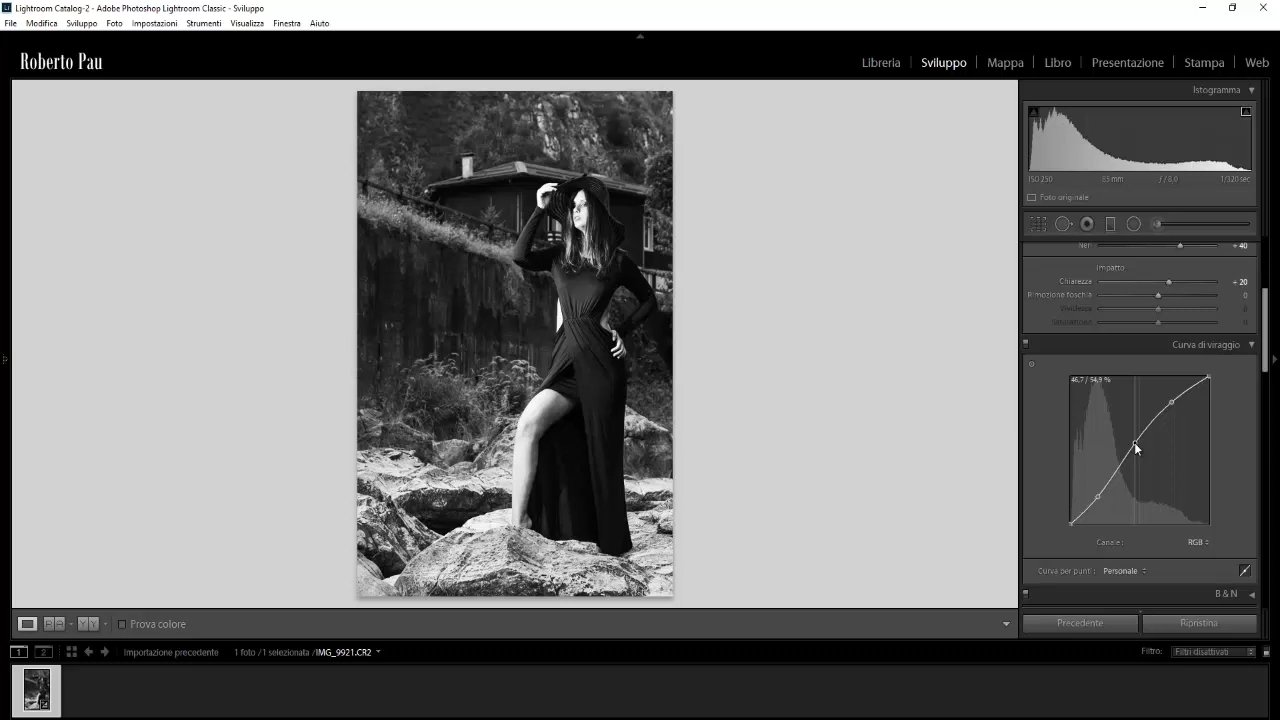 Lightroom Catalog-2 - Adobe Photoshop Lightroom Classic - Sviluppo
File Modifica Sviluppo Foto Impostazioni Strumenti Visualizza Finestra Aiuto
Roberto Pau
Libreria | Sviluppo | Mappa | Libro | Presentazione | Stampa | Web
Istogramma
ISO 250 85 mm ƒ / 8,0 1/320 sec
Foto originale
Neri + 40
Impatto
Chiarezza + 20
Rimozione foschia 0
Vividezza 0
Saturazione 0
Curva di viraggio
46,7 / 54,9 %
Canale : RGB
Curva per punti : Personale
B & N
Prova colore
Precedente Ripristina
1 2 Importazione precedente 1 foto /1 selezionata /IMG_9921.CR2
Filtro: Filtri disattivati